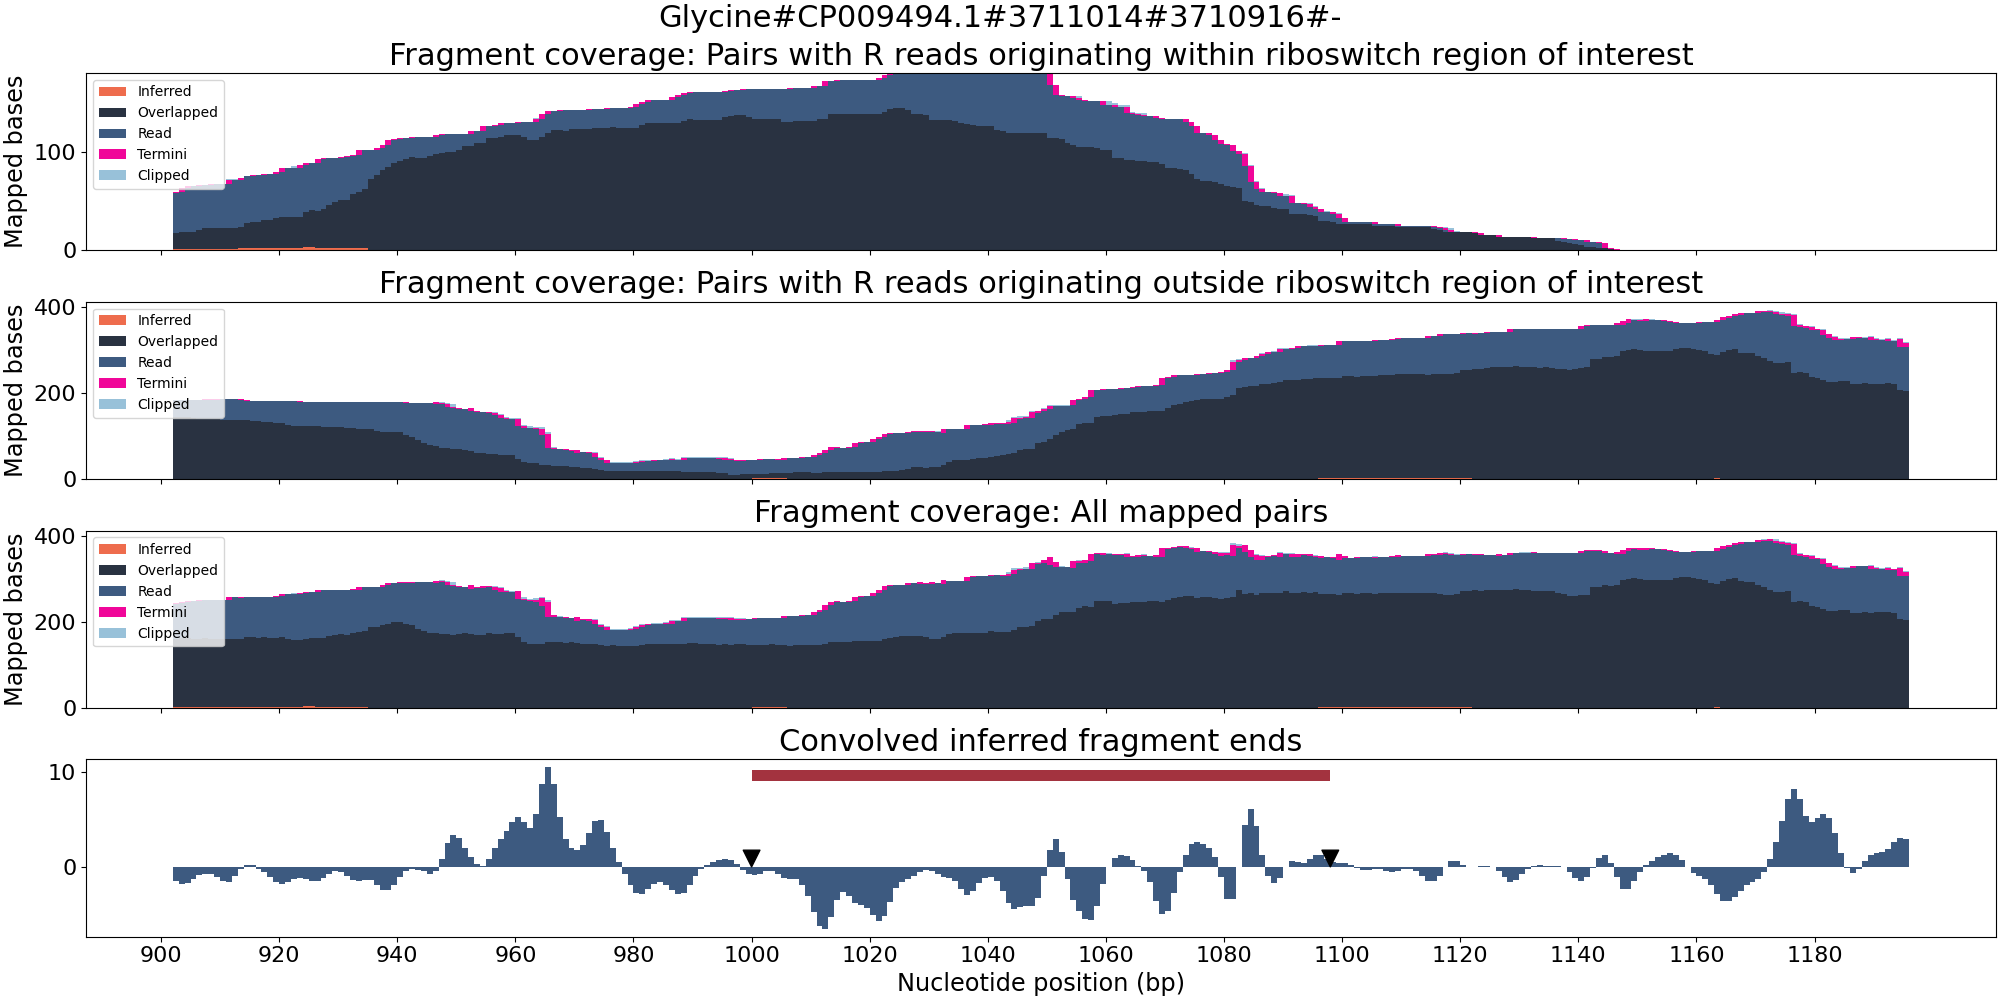 Glycine#CP009494.1#3711014#3710916#-
Fragment coverage: Pairs with R reads originating within riboswitch region of interest
Mapped bases
100
0
Inferred
Overlapped
Read
Termini
Clipped
Fragment coverage: Pairs with R reads originating outside riboswitch region of interest
Mapped bases
400
200
0
Inferred
Overlapped
Read
Termini
Clipped
Fragment coverage: All mapped pairs
Mapped bases
400
200
0
Inferred
Overlapped
Read
Termini
Clipped
Convolved inferred fragment ends
10
0
900 920 940 960 980 1000 1020 1040 1060 1080 1100 1120 1140 1160 1180
Nucleotide position (bp)